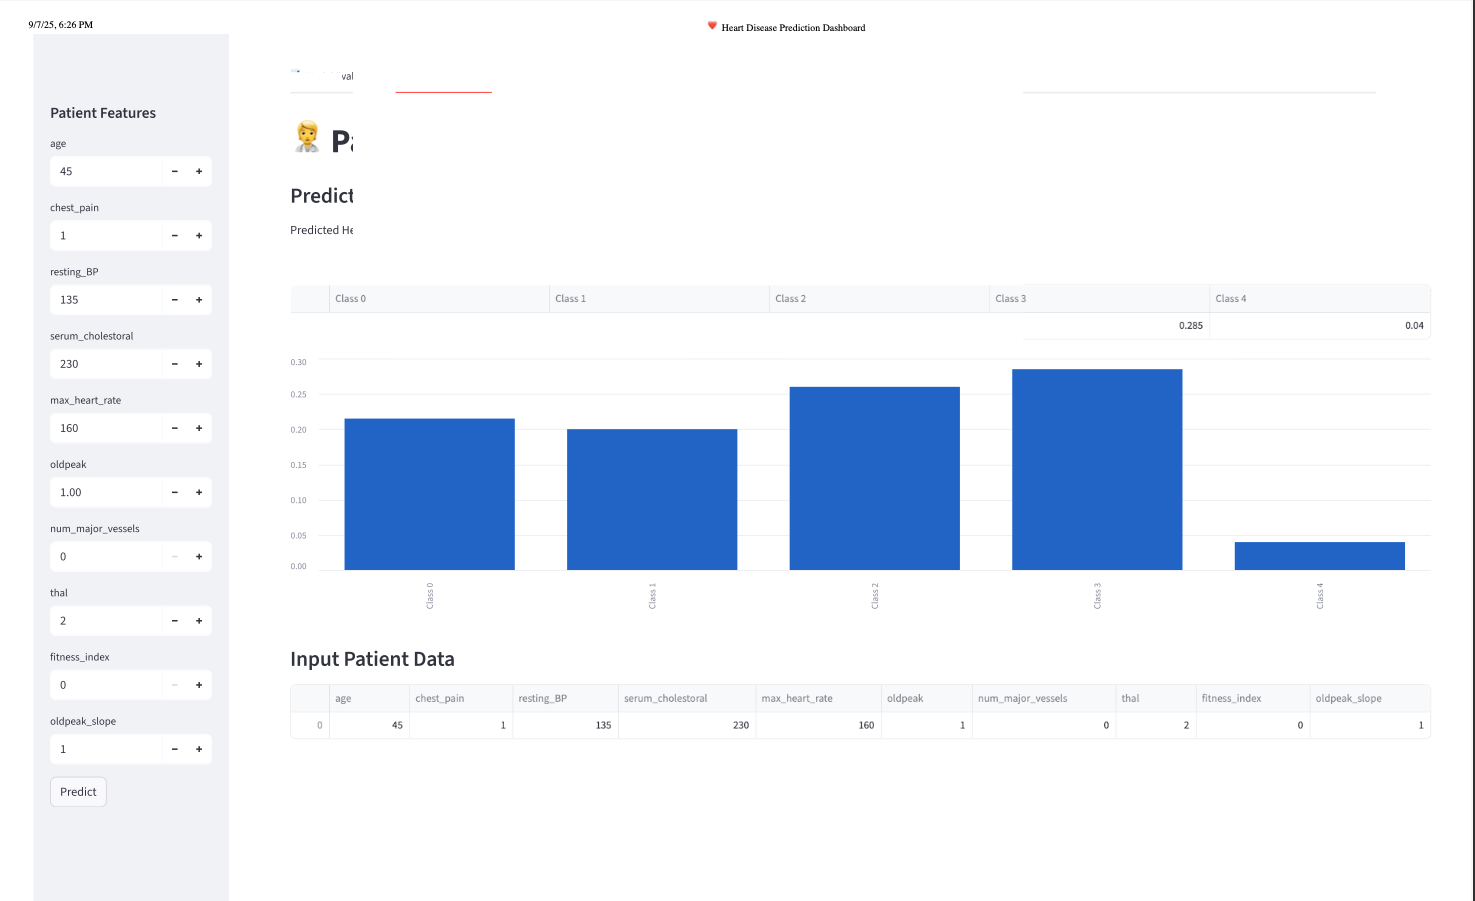 9/7/25, 6:26 PM
Heart Disease Prediction Dashboard
Patient Features
age
45 − +
chest_pain
1 − +
resting_BP
135 − +
serum_cholestoral
230 − +
max_heart_rate
160 − +
oldpeak
1.00 − +
num_major_vessels
0 − +
thal
2 − +
fitness_index
0 − +
oldpeak_slope
1 − +
Predict
val
Pa
Predict
Predicted He
Class 0 Class 1 Class 2 Class 3 Class 4
0.285 0.04
0.30
0.25
0.20
0.15
0.10
0.05
0.00
Class 0 Class 1 Class 2 Class 3 Class 4
Input Patient Data
age chest_pain resting_BP serum_cholestoral max_heart_rate oldpeak num_major_vessels thal fitness_index oldpeak_slope
0 45 1 135 230 160 1 0 2 0 1